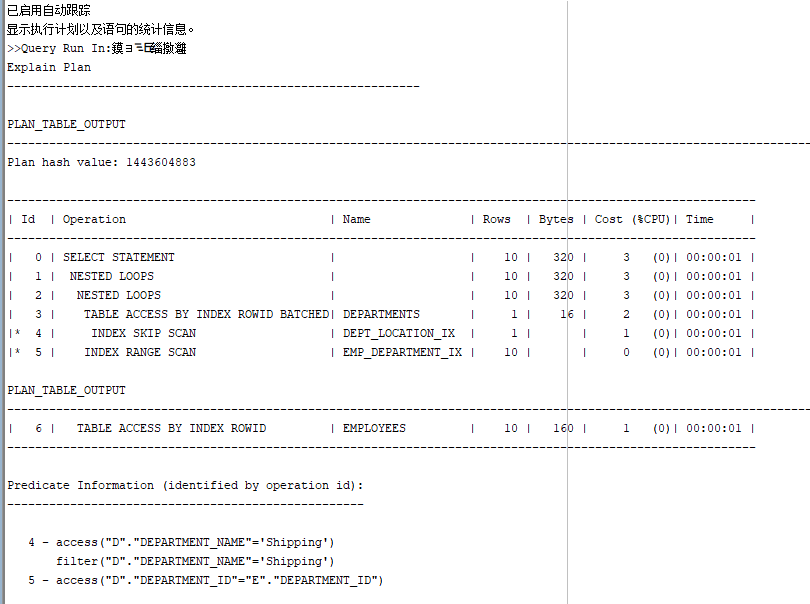 已启用自动跟踪
显示执行计划以及语句的统计信息。
>>Query Run In:
Explain Plan
-----------------------------------------------------------
PLAN_TABLE_OUTPUT
--------------------------------------------------------------------------------------------------------------------
Plan hash value: 1443604883
-----------------------------------------------------------------------------------------------------------
| Id  | Operation                             | Name              | Rows  | Bytes | Cost (%CPU)| Time     |
-----------------------------------------------------------------------------------------------------------
|   0 | SELECT STATEMENT                      |                   |    10 |   320 |     3   (0)| 00:00:01 |
|   1 |  NESTED LOOPS                         |                   |    10 |   320 |     3   (0)| 00:00:01 |
|   2 |   NESTED LOOPS                        |                   |    10 |   320 |     3   (0)| 00:00:01 |
|   3 |    TABLE ACCESS BY INDEX ROWID BATCHED| DEPARTMENTS       |     1 |    16 |     2   (0)| 00:00:01 |
|*  4 |     INDEX SKIP SCAN                   | DEPT_LOCATION_IX  |     1 |       |     1   (0)| 00:00:01 |
|*  5 |    INDEX RANGE SCAN                   | EMP_DEPARTMENT_IX |    10 |       |     0   (0)| 00:00:01 |
PLAN_TABLE_OUTPUT
--------------------------------------------------------------------------------------------------------------------
|   6 |   TABLE ACCESS BY INDEX ROWID         | EMPLOYEES         |    10 |   160 |     1   (0)| 00:00:01 |
-----------------------------------------------------------------------------------------------------------
Predicate Information (identified by operation id):
---------------------------------------------------
4 - access("D"."DEPARTMENT_NAME"='Shipping')
filter("D"."DEPARTMENT_NAME"='Shipping')
5 - access("D"."DEPARTMENT_ID"="E"."DEPARTMENT_ID")